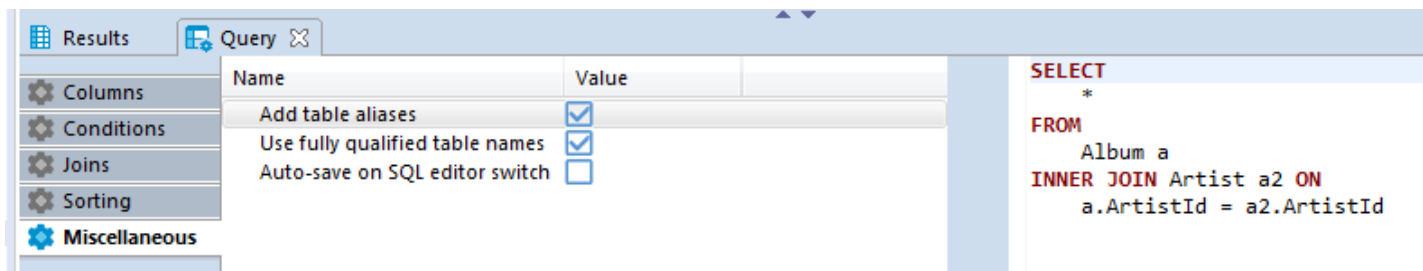 Results
Query
Columns
Conditions
Joins
Sorting
Miscellaneous
Name Value
Add table aliases
Use fully qualified table names
Auto-save on SQL editor switch
SELECT
*
FROM
Album a
INNER JOIN Artist a2 ON
a.ArtistId = a2.ArtistId